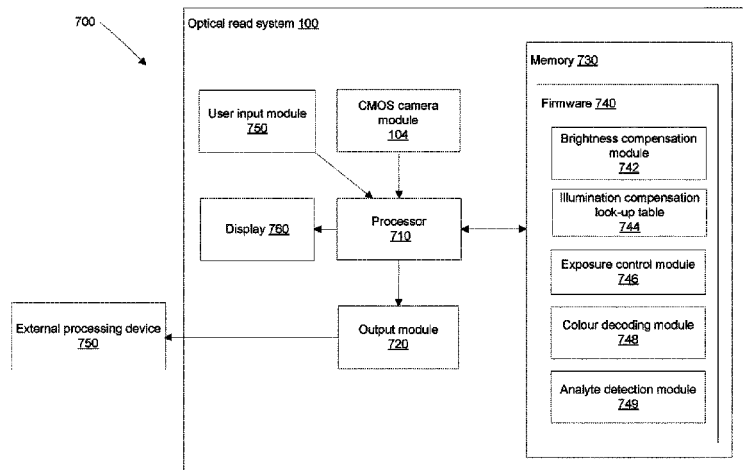 700
Optical read system 100
Memory 730
Firmware 740
User input module
750
CMOS camera
module
104
Brightness compensation
module
742
Illumination compensation
look-up table
744
Display 760
Processor
710
Exposure control module
746
External processing device
750
Output module
720
Colour decoding module
748
Analyte detection module
749